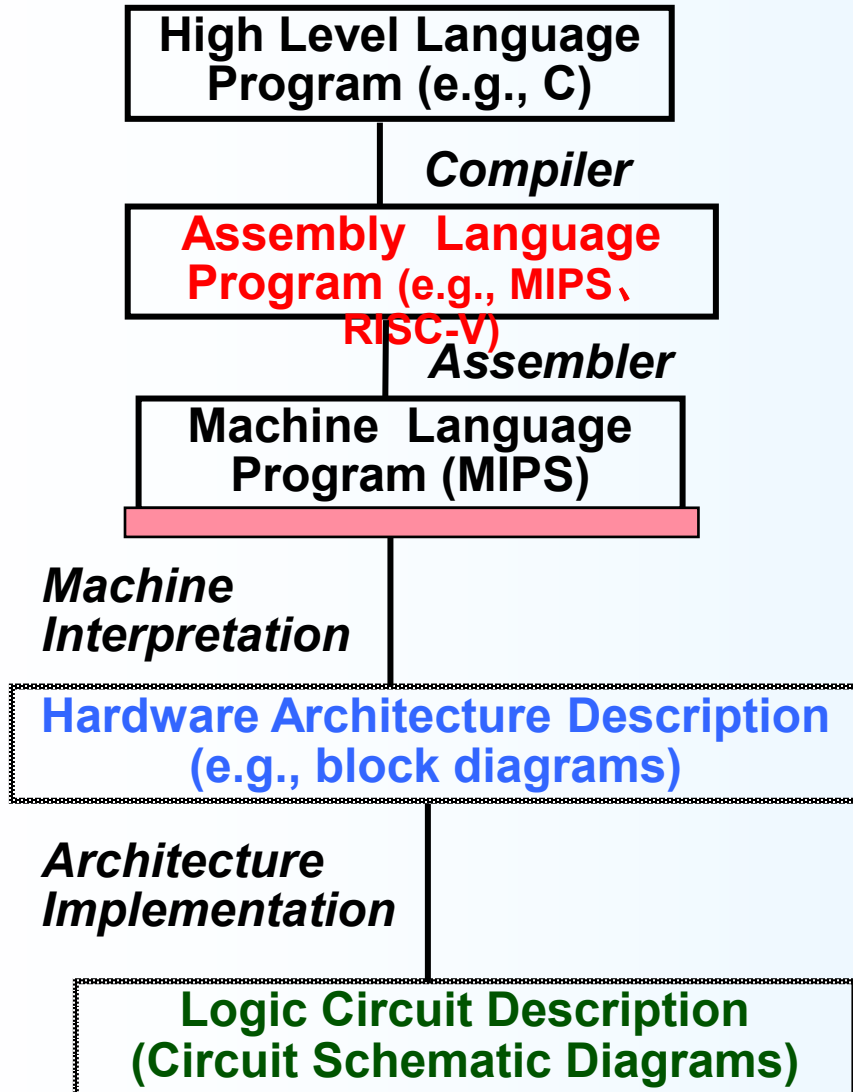 High Level Language
Program (e.g., C)
Compiler
Assembly Language
Program (e.g., MIPS、
RISC-V)
Assembler
Machine Language
Program (MIPS)
Machine
Interpretation
Hardware Architecture Description
(e.g., block diagrams)
Architecture
Implementation
Logic Circuit Description
(Circuit Schematic Diagrams)